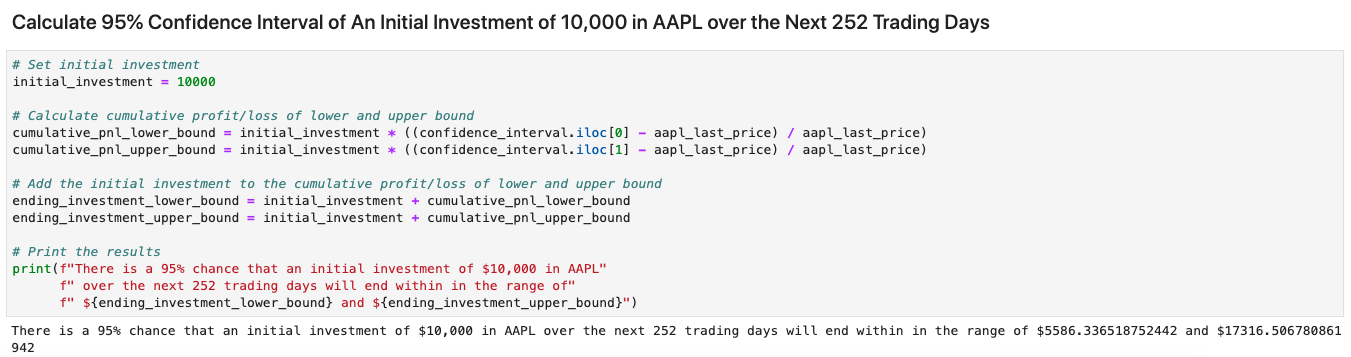 Calculate 95% Confidence Interval of An Initial Investment of 10,000 in AAPL over the Next 252 Trading Days
# Set initial investment
initial_investment = 10000
# Calculate cumulative profit/loss of lower and upper bound
cumulative_pnl_lower_bound = initial_investment * ((confidence_interval.iloc[0] - aapl_last_price) / aapl_last_price)
cumulative_pnl_upper_bound = initial_investment * ((confidence_interval.iloc[1] - aapl_last_price) / aapl_last_price)
# Add the initial investment to the cumulative profit/loss of lower and upper bound
ending_investment_lower_bound = initial_investment + cumulative_pnl_lower_bound
ending_investment_upper_bound = initial_investment + cumulative_pnl_upper_bound
# Print the results
print(f"There is a 95% chance that an initial investment of $10,000 in AAPL"
      f" over the next 252 trading days will end within in the range of"
      f" ${ending_investment_lower_bound} and ${ending_investment_upper_bound}")
There is a 95% chance that an initial investment of $10,000 in AAPL over the next 252 trading days will end within in the range of $5586.336518752442 and $17316.506780861
942